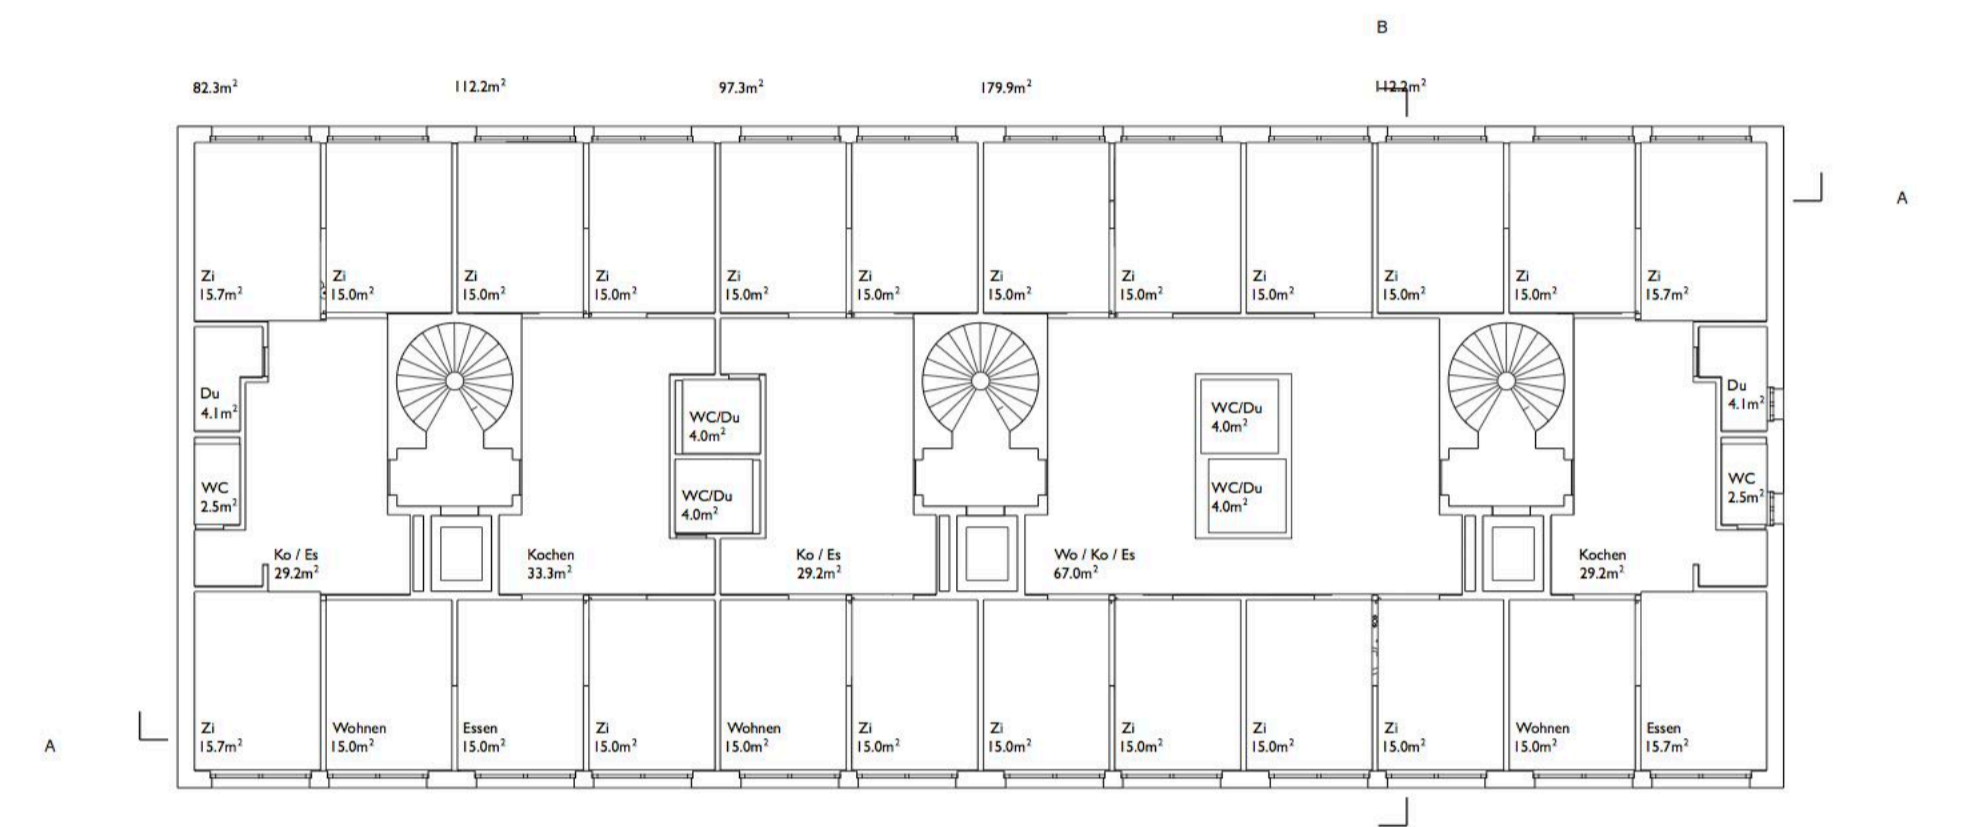 B
82.3m²
112.2m²
97.3m²
179.9m²
112.2m²
A
Zi
15.7m²
Zi
15.0m²
Zi
15.0m²
Zi
15.0m²
Zi
15.0m²
Zi
15.0m²
Zi
15.0m²
Zi
15.0m²
Zi
15.0m²
Zi
15.0m²
Zi
15.0m²
Zi
15.7m²
Du
4.1m²
WC/Du
4.0m²
WC/Du
4.0m²
Du
4.1m²
WC
2.5m²
WC/Du
4.0m²
WC/Du
4.0m²
WC
2.5m²
Ko / Es
29.2m²
Kochen
33.3m²
Ko / Es
29.2m²
Wo / Ko / Es
67.0m²
Kochen
29.2m²
Zi
15.7m²
Wohnen
15.0m²
Essen
15.0m²
Zi
15.0m²
Wohnen
15.0m²
Zi
15.0m²
Zi
15.0m²
Zi
15.0m²
Zi
15.0m²
Zi
15.0m²
Wohnen
15.0m²
Essen
15.7m²
A